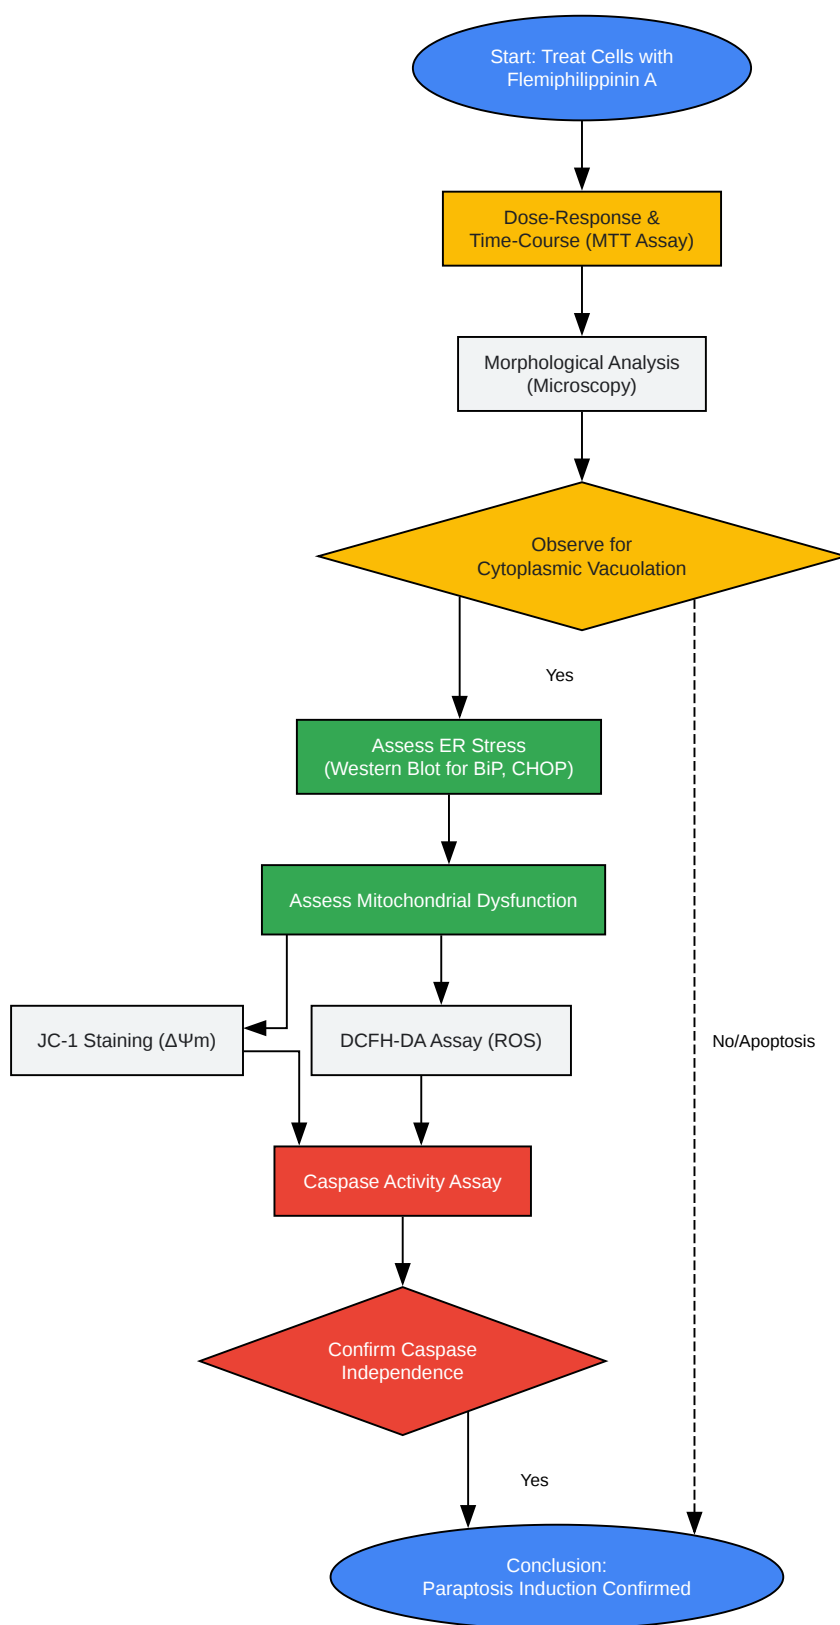 Start: Treat Cells with
Flemiphilippinin A
Dose-Response &
Time-Course (MTT Assay)
Morphological Analysis
(Microscopy)
Observe for
Cytoplasmic Vacuolation
Yes
Assess ER Stress
(Western Blot for BiP, CHOP)
Assess Mitochondrial Dysfunction
JC-1 Staining (ΔΨm)
DCFH-DA Assay (ROS)
No/Apoptosis
Caspase Activity Assay
Confirm Caspase
Independence
Yes
Conclusion:
Paraptosis Induction Confirmed